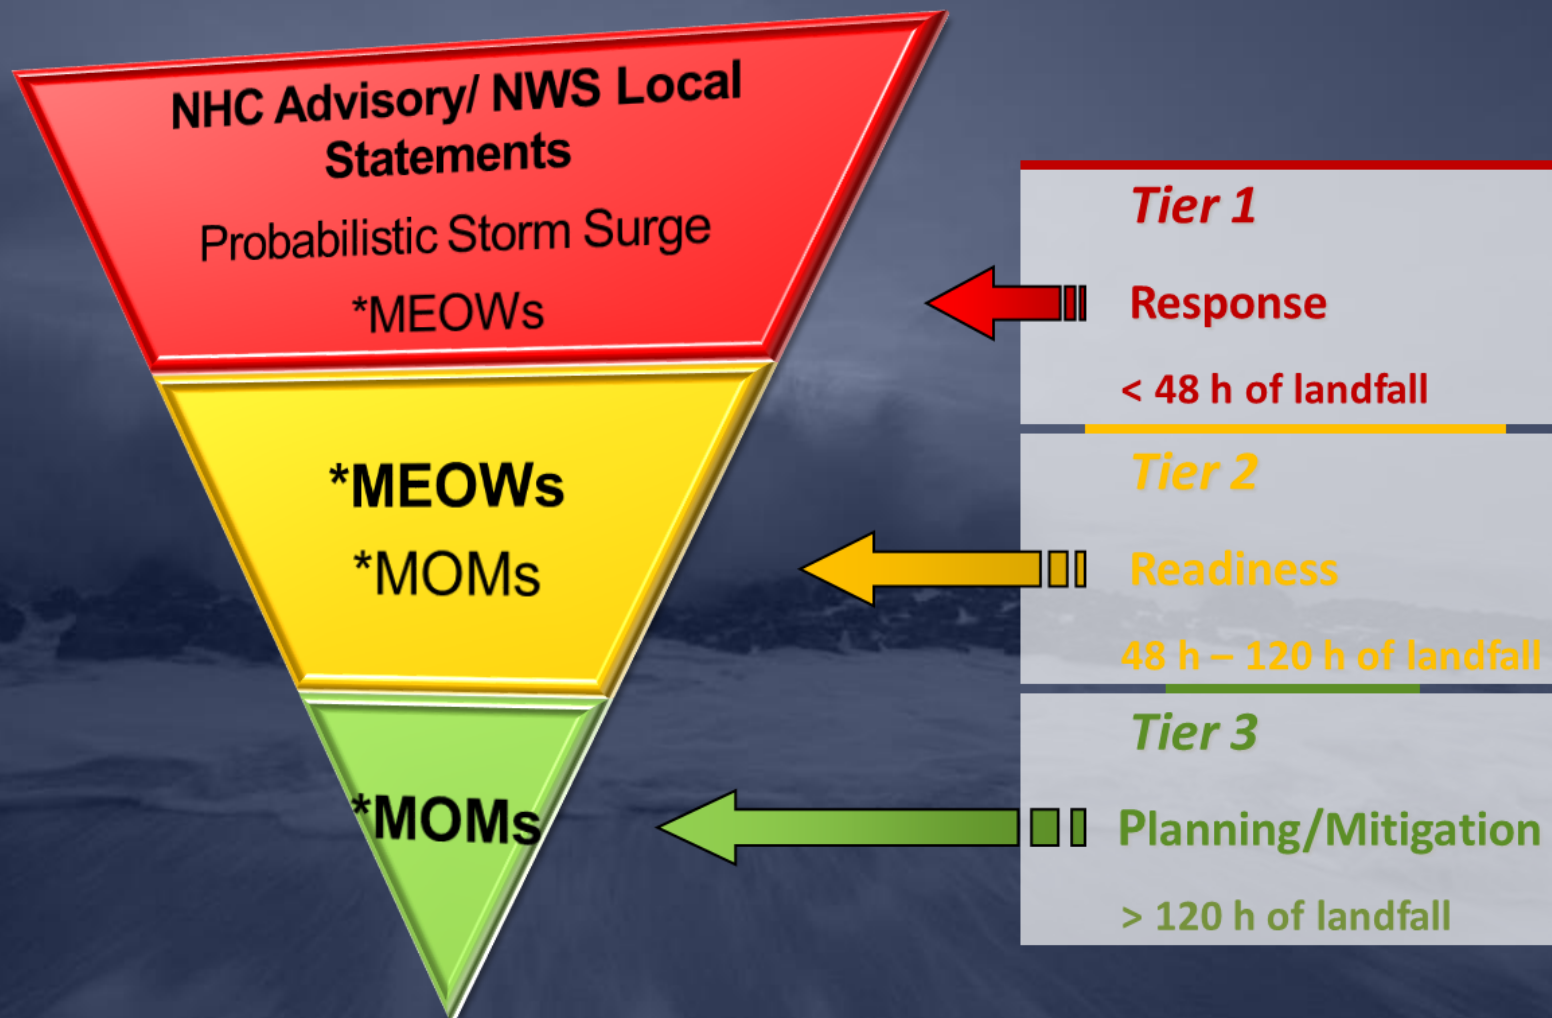 NHC Advisory/ NWS Local
Statements
Probabilistic Storm Surge
*MEOWs
*MEOWs
*MOMs
*MOMs
Tier 1
Response
< 48 h of landfall
Tier 2
Readiness
48 h – 120 h of landfall
Tier 3
Planning/Mitigation
> 120 h of landfall